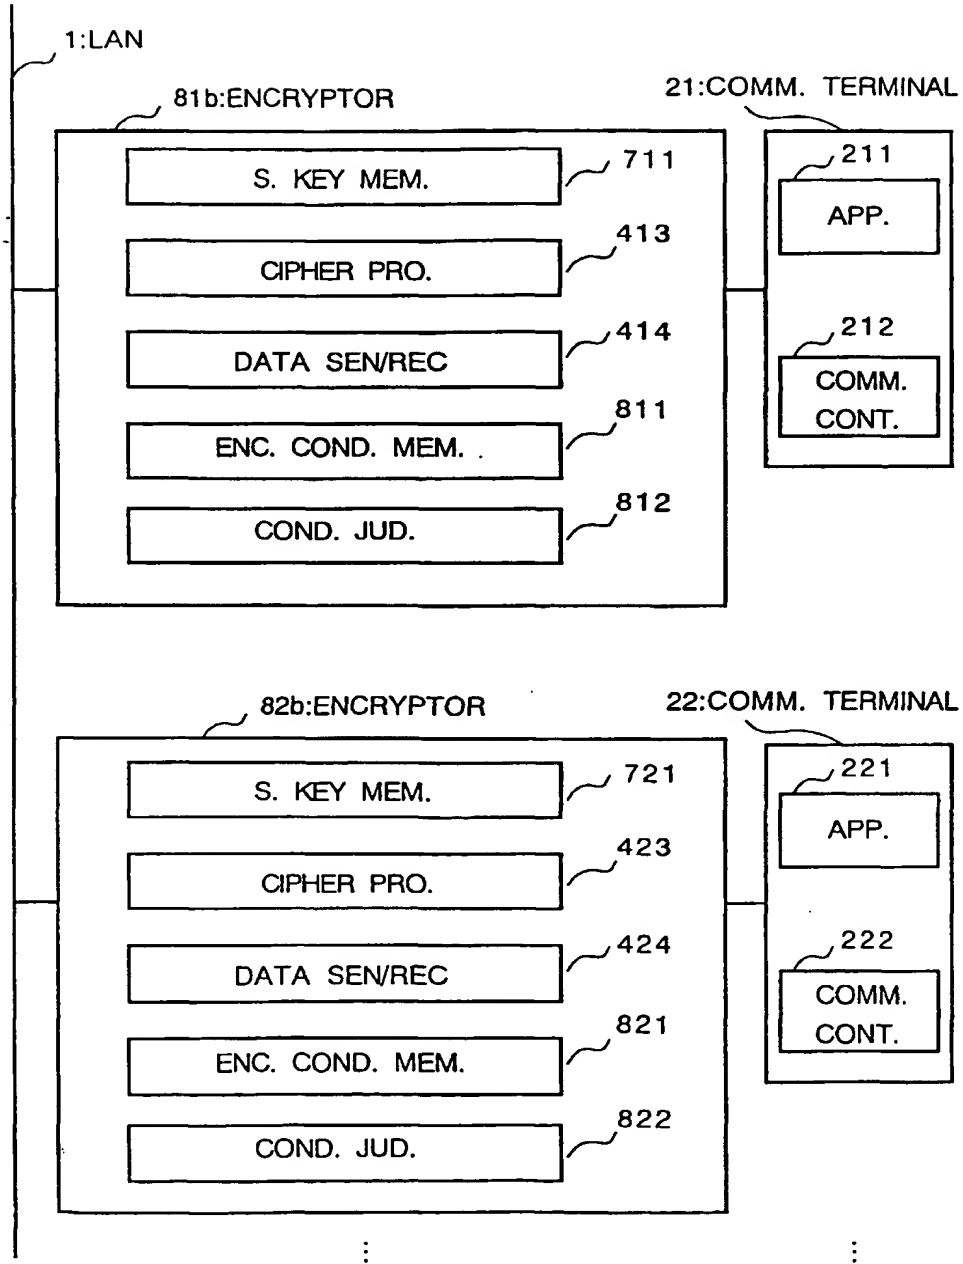 1:LAN
81b:ENCRYPTOR
21:COMM. TERMINAL
S. KEY MEM.
711
211
APP.
CIPHER PRO.
413
DATA SEN/REC
414
212
COMM.
CONT.
ENC. COND. MEM.
811
COND. JUD.
812
82b:ENCRYPTOR
22:COMM. TERMINAL
S. KEY MEM.
721
221
APP.
CIPHER PRO.
423
DATA SEN/REC
424
222
COMM.
CONT.
ENC. COND. MEM.
821
COND. JUD.
822